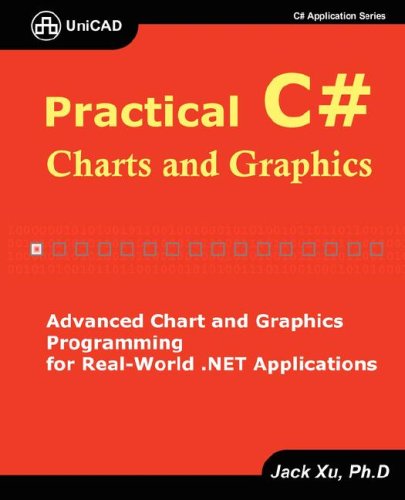 UniCAD
C# Application Series
Practical C#
Charts and Graphics
Advanced Chart and Graphics
Programming
for Real-World .NET Applications
Jack Xu, Ph.D